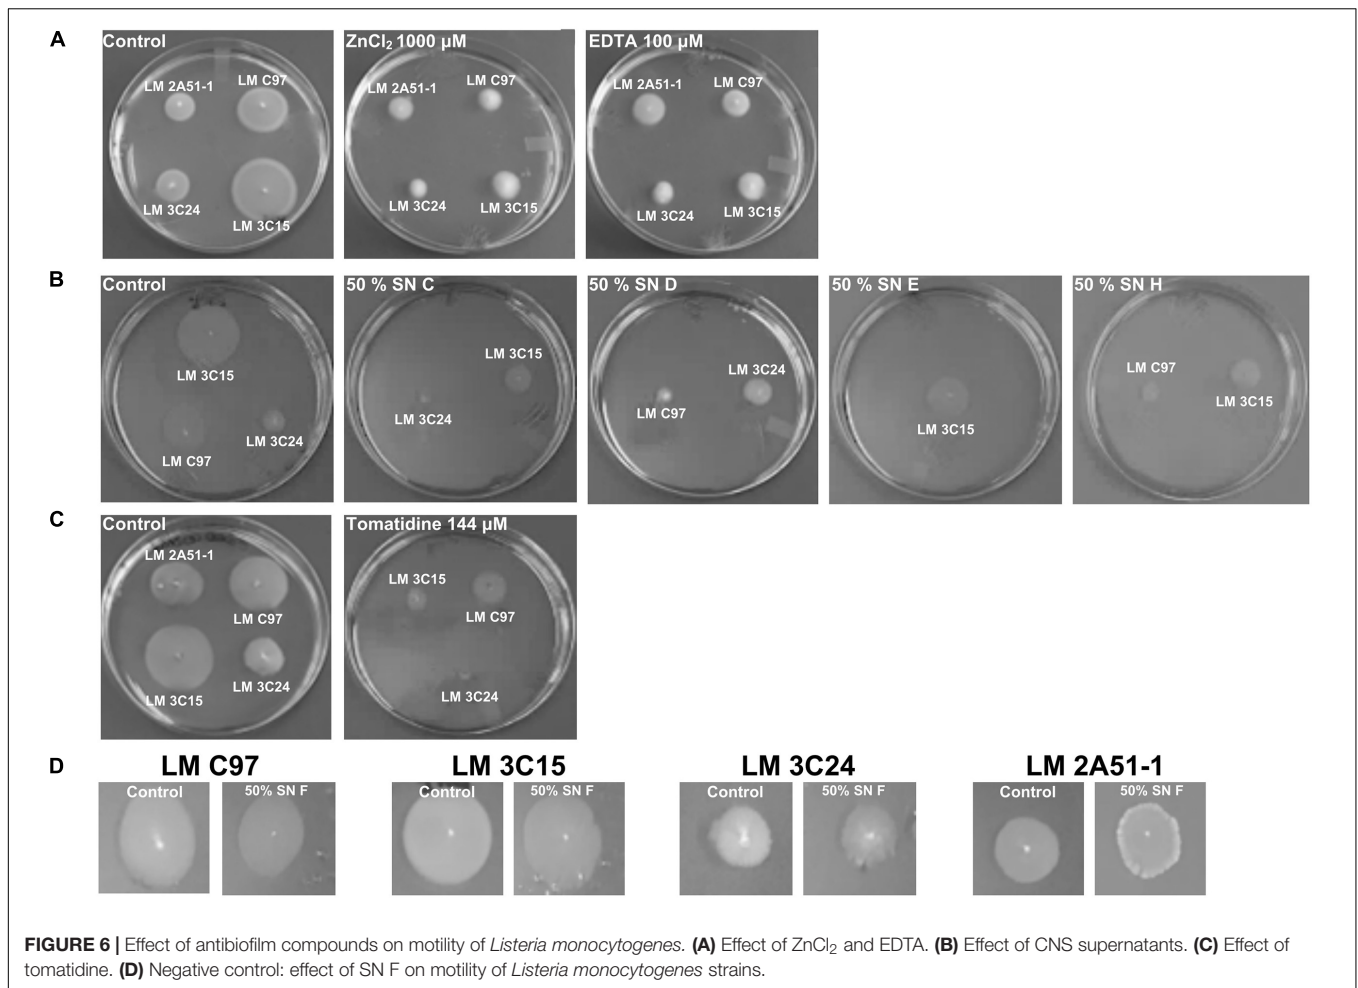 A
Control
ZnCl₂ 1000 µM
EDTA 100 µM
LM 2A51-1
LM C97
LM 3C24
LM 3C15
LM 2A51-1
LM C97
LM 3C24
LM 3C15
LM 2A51-1
LM C97
LM 3C24
LM 3C15
B
Control
50 % SN C
50 % SN D
50 % SN E
50 % SN H
LM 3C15
LM C97
LM 3C24
LM 3C15
LM 3C24
LM C97
LM 3C24
LM 3C15
LM C97
LM 3C15
C
Control
Tomatidine 144 µM
LM 2A51-1
LM C97
LM 3C15
LM 3C24
LM 3C15
LM C97
LM 3C24
D
LM C97
LM 3C15
LM 3C24
LM 2A51-1
Control
50% SN F
Control
50% SN F
Control
50% SN F
Control
50% SN F
FIGURE 6 | Effect of antibiofilm compounds on motility of Listeria monocytogenes. (A) Effect of ZnCl₂ and EDTA. (B) Effect of CNS supernatants. (C) Effect of
tomatidine. (D) Negative control: effect of SN F on motility of Listeria monocytogenes strains.